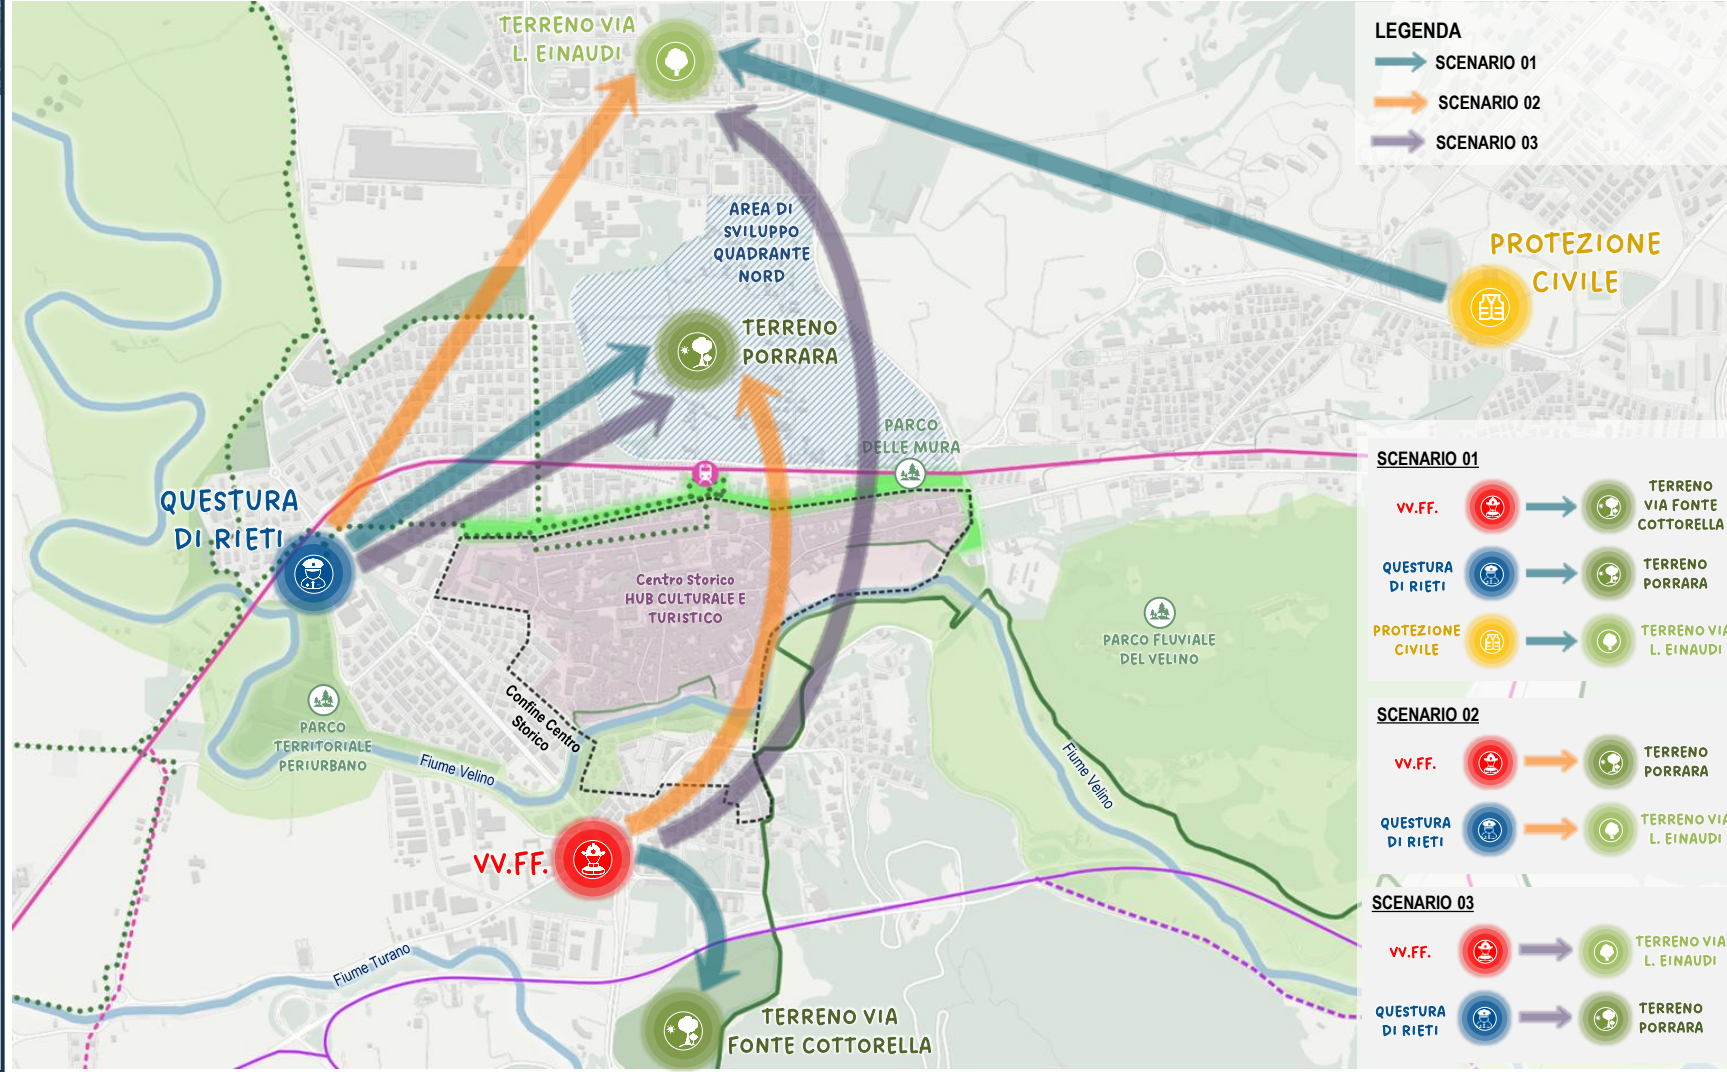 TERRENO VIA
L. EINAUDI
LEGENDA
SCENARIO 01
SCENARIO 02
SCENARIO 03
AREA DI
SVILUPPO
QUADRANTE
NORD
PROTEZIONE
CIVILE
TERRENO
PORRARA
PARCO
DELLE MURA
QUESTURA
DI RIETI
Centro Storico
HUB CULTURALE E
TURISTICO
PARCO FLUVIALE
DEL VELINO
Confine Centro
Storico
PARCO
TERRITORIALE
PERIURBANO
Fiume Velino
Fiume Velino
VV.FF.
Fiume Turano
TERRENO VIA
FONTE COTTORELLA
SCENARIO 01
VV.FF.
TERRENO
VIA FONTE
COTTORELLA
QUESTURA
DI RIETI
TERRENO
PORRARA
PROTEZIONE
CIVILE
TERRENO VIA
L. EINAUDI
SCENARIO 02
VV.FF.
TERRENO
PORRARA
QUESTURA
DI RIETI
TERRENO VIA
L. EINAUDI
SCENARIO 03
VV.FF.
TERRENO VIA
L. EINAUDI
QUESTURA
DI RIETI
TERRENO
PORRARA